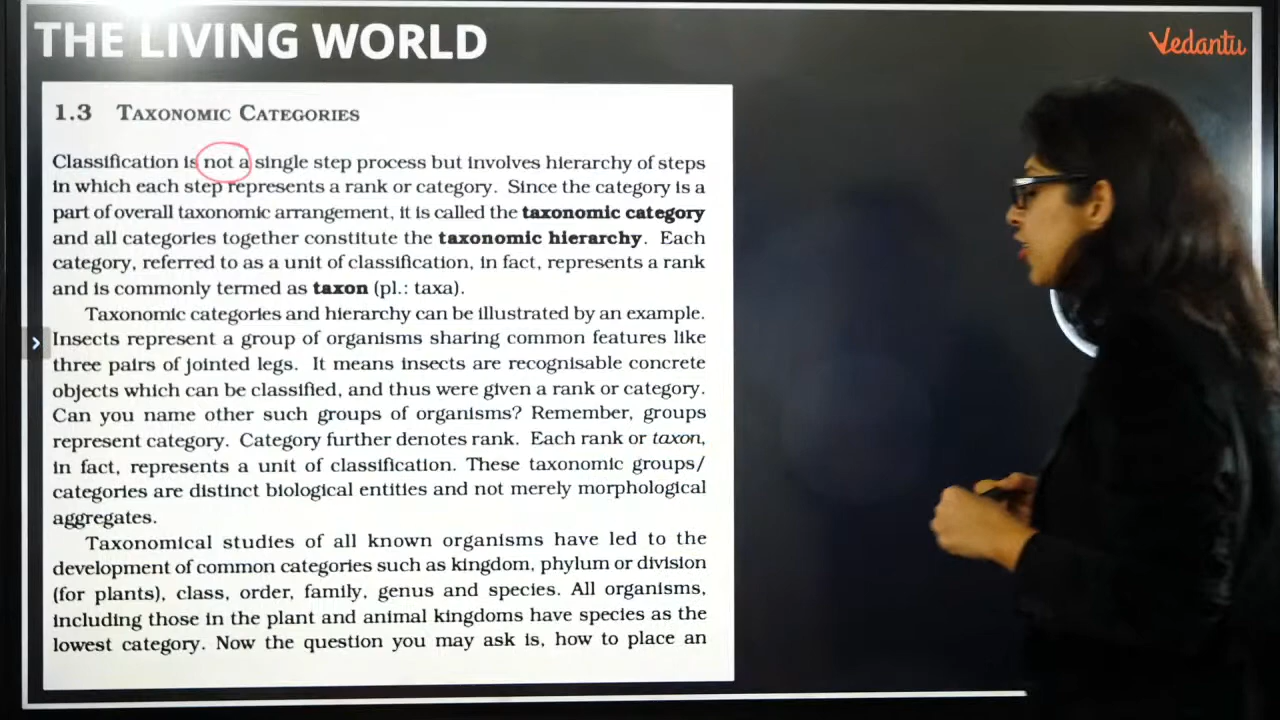 THE LIVING WORLD
Vedantu
1.3 TAXONOMIC CATEGORIES
Classification is not a single step process but involves hierarchy of steps
in which each step represents a rank or category. Since the category is a
part of overall taxonomic arrangement, it is called the taxonomic category
and all categories together constitute the taxonomic hierarchy. Each
category, referred to as a unit of classification, in fact, represents a rank
and is commonly termed as taxon (pl.: taxa).
Taxonomic categories and hierarchy can be illustrated by an example.
Insects represent a group of organisms sharing common features like
three pairs of jointed legs. It means insects are recognisable concrete
objects which can be classified, and thus were given a rank or category.
Can you name other such groups of organisms? Remember, groups
represent category. Category further denotes rank. Each rank or taxon,
in fact, represents a unit of classification. These taxonomic groups/
categories are distinct biological entities and not merely morphological
aggregates.
Taxonomical studies of all known organisms have led to the
development of common categories such as kingdom, phylum or division
(for plants), class, order, family, genus and species. All organisms,
including those in the plant and animal kingdoms have species as the
lowest category. Now the question you may ask is, how to place an